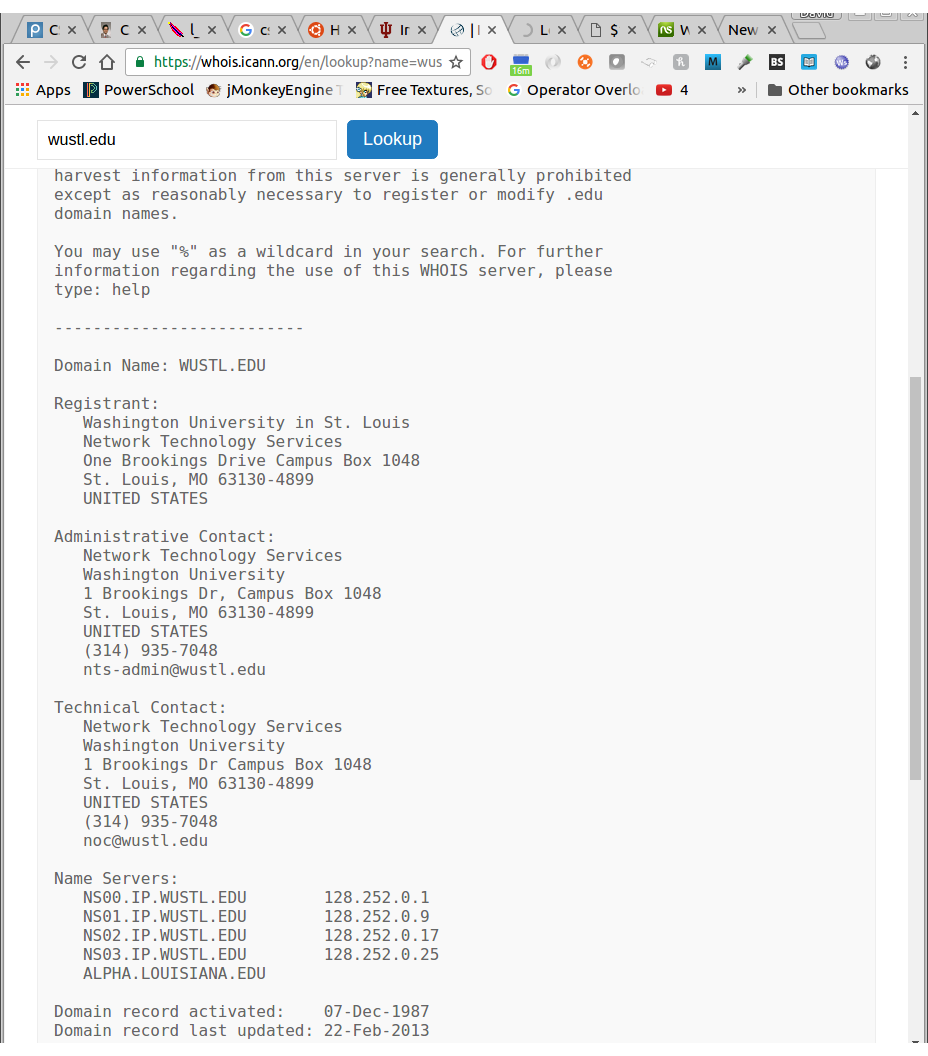 David
C
C
l_
C
c
H
Ir
|
L
$
W
New
https://whois.icann.org/en/lookup?name=wus
16m
BS
M
Apps
PowerSchool
jMonkeyEngine T
Free Textures, So
Operator Overlo
4
»
Other bookmarks
wustl.edu
Lookup
harvest information from this server is generally prohibited
except as reasonably necessary to register or modify .edu
domain names.
You may use "%" as a wildcard in your search. For further
information regarding the use of this WHOIS server, please
type: help
--------------------------
Domain Name: WUSTL.EDU
Registrant:
Washington University in St. Louis
Network Technology Services
One Brookings Drive Campus Box 1048
St. Louis, MO 63130-4899
UNITED STATES
Administrative Contact:
Network Technology Services
Washington University
1 Brookings Dr, Campus Box 1048
St. Louis, MO 63130-4899
UNITED STATES
(314) 935-7048
nts-admin@wustl.edu
Technical Contact:
Network Technology Services
Washington University
1 Brookings Dr Campus Box 1048
St. Louis, MO 63130-4899
UNITED STATES
(314) 935-7048
noc@wustl.edu
Name Servers:
NS00.IP.WUSTL.EDU 128.252.0.1
NS01.IP.WUSTL.EDU 128.252.0.9
NS02.IP.WUSTL.EDU 128.252.0.17
NS03.IP.WUSTL.EDU 128.252.0.25
ALPHA.LOUISIANA.EDU
Domain record activated: 07-Dec-1987
Domain record last updated: 22-Feb-2013